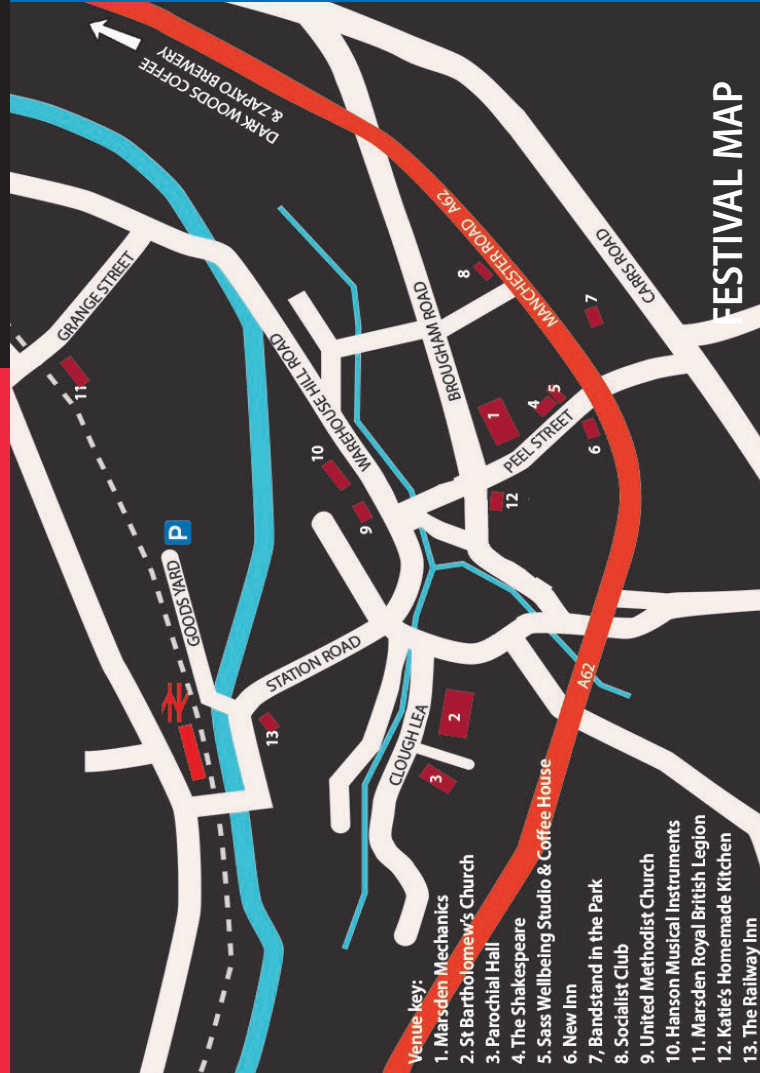 FESTIVAL MAP
DARK WOODS COFFEE
& ZAPATO BREWERY
GRANGE STREET
WAREHOUSE HILL ROAD
BROUGHAM ROAD
MANCHESTER ROAD A62
CARRS ROAD
PEEL STREET
GOODS YARD
P
STATION ROAD
CLOUGH LEA
A62
1
2
3
4
5
6
7
8
9
10
11
12
13
Venue key:
1. Marsden Mechanics
2. St Bartholomew's Church
3. Parochial Hall
4. The Shakespeare
5. Sass Wellbeing Studio & Coffee House
6. New Inn
7, Bandstand in the Park
8. Socialist Club
9. United Methodist Church
10. Hanson Musical Instruments
11. Marsden Royal British Legion
12. Katie's Homemade Kitchen
13. The Railway Inn